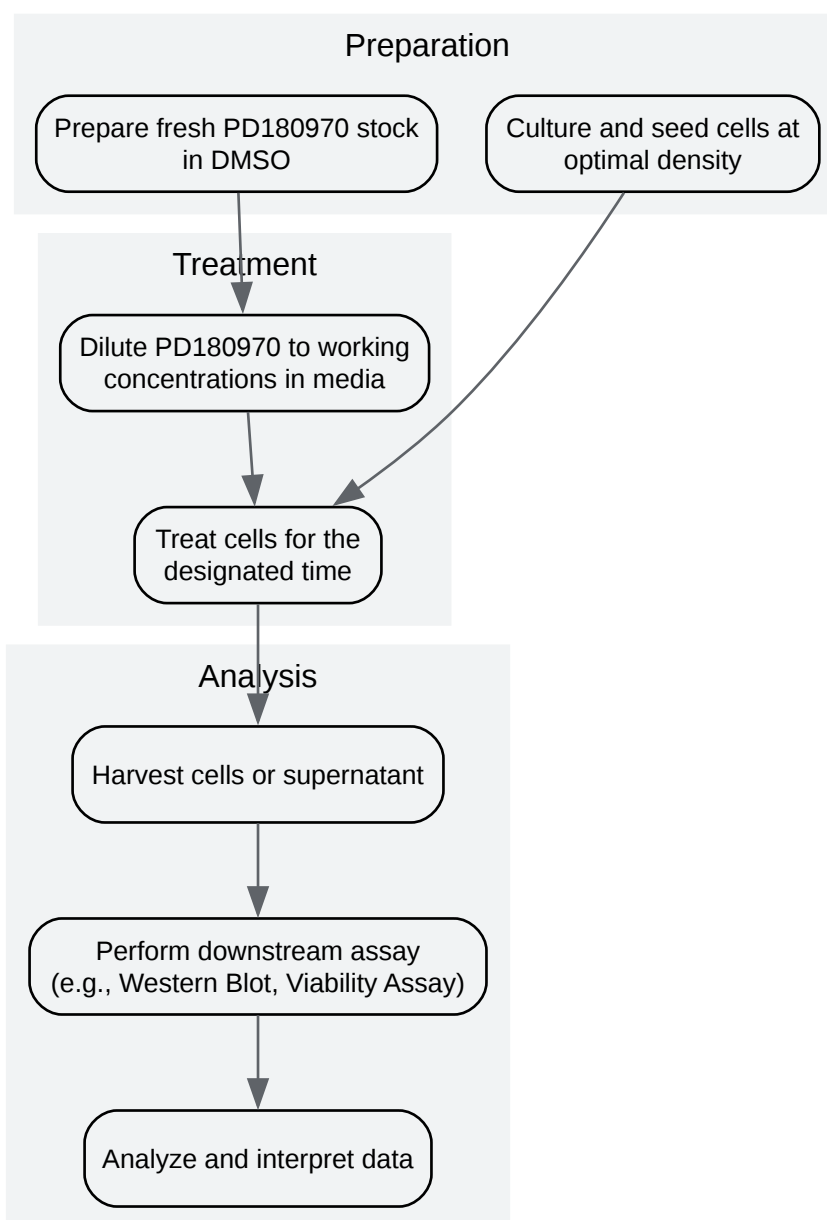 Preparation
Prepare fresh PD180970 stock
in DMSO
Culture and seed cells at
optimal density
Treatment
Dilute PD180970 to working
concentrations in media
Treat cells for the
designated time
Analysis
Harvest cells or supernatant
Perform downstream assay
(e.g., Western Blot, Viability Assay)
Analyze and interpret data